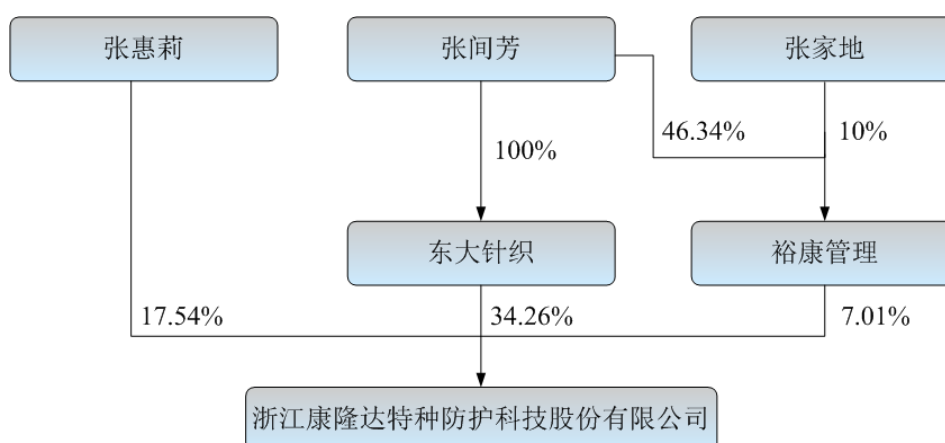 张惠莉
张间芳
张家地
46.34%
10%
100%
东大针织
裕康管理
17.54%
34.26%
7.01%
浙江康隆达特种防护科技股份有限公司